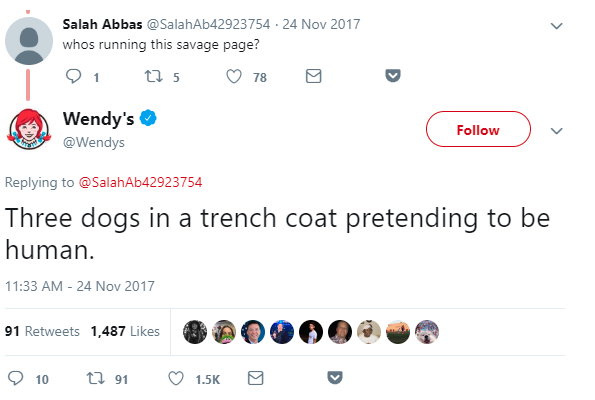 Salah Abbas @SalahAb42923754 · 24 Nov 2017
whos running this savage page?
1 5 78
Wendy's
@Wendys
Follow
Replying to @SalahAb42923754
Three dogs in a trench coat pretending to be
human.
11:33 AM - 24 Nov 2017
91 Retweets 1,487 Likes
10 91 1.5K